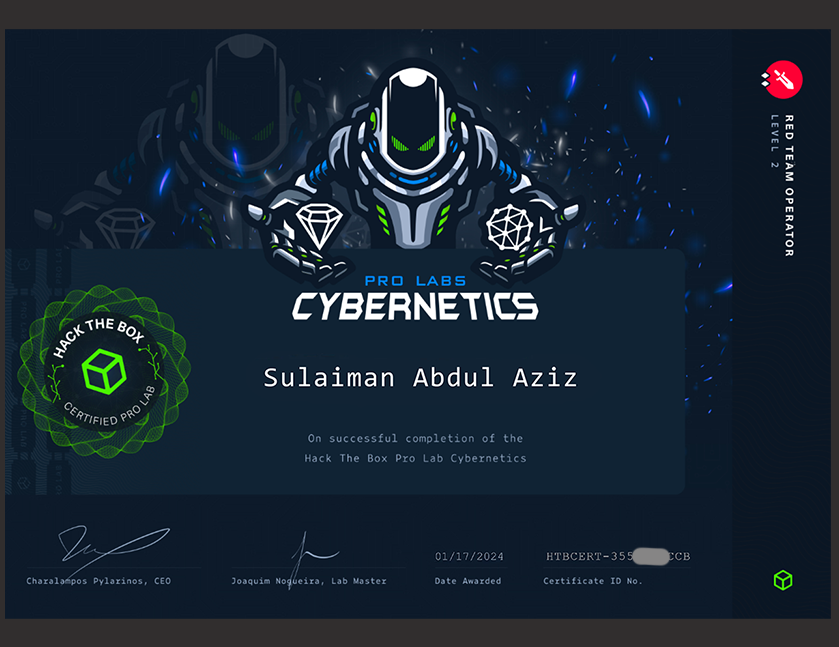 RED TEAM OPERATOR
LEVEL 2
PRO LABS
CYBERNETICS
HACK THE BOX
CERTIFIED PRO LAB
Sulaiman Abdul Aziz
On successful completion of the
Hack The Box Pro Lab Cybernetics
01/17/2024
HTBCERT-355 CCB
Charalampos Pylarinos, CEO
Joaquim Nogueira, Lab Master
Date Awarded
Certificate ID No.